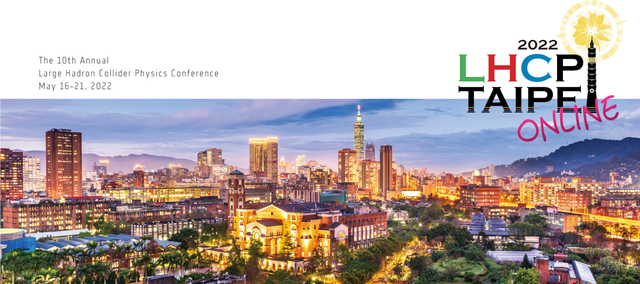 The 10th Annual
Large Hadron Collider Physics Conference
May 16-21, 2022
2022
LHCP
TAIPEI
ONLINE